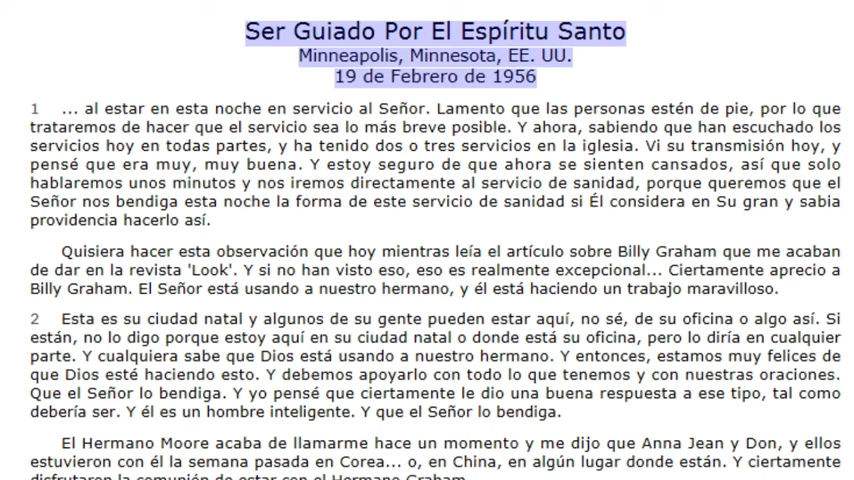 Ser Guiado Por El Espíritu Santo
Minneapolis, Minnesota, EE. UU.
19 de Febrero de 1956
1 ... al estar en esta noche en servicio al Señor. Lamento que las personas estén de pie, por lo que
trataremos de hacer que el servicio sea lo más breve posible. Y ahora, sabiendo que han escuchado los
servicios hoy en todas partes, y ha tenido dos o tres servicios en la iglesia. Vi su transmisión hoy, y
pensé que era muy, muy buena. Y estoy seguro de que ahora se sienten cansados, así que solo
hablaremos unos minutos y nos iremos directamente al servicio de sanidad, porque queremos que el
Señor nos bendiga esta noche la forma de este servicio de sanidad si Él considera en Su gran y sabia
providencia hacerlo así.
Quisiera hacer esta observación que hoy mientras leía el artículo sobre Billy Graham que me acaban
de dar en la revista 'Look'. Y si no han visto eso, eso es realmente excepcional... Ciertamente aprecio a
Billy Graham. El Señor está usando a nuestro hermano, y él está haciendo un trabajo maravilloso.
2 Esta es su ciudad natal y algunos de su gente pueden estar aquí, no sé, de su oficina o algo así. Si
están, no lo digo porque estoy aquí en su ciudad natal o donde está su oficina, pero lo diría en cualquier
parte. Y cualquiera sabe que Dios está usando a nuestro hermano. Y entonces, estamos muy felices de
que Dios esté haciendo esto. Y debemos apoyarlo con todo lo que tenemos y con nuestras oraciones.
Que el Señor lo bendiga. Y yo pensé que ciertamente le dio una buena respuesta a ese tipo, tal como
debería ser. Y él es un hombre inteligente. Y que el Señor lo bendiga.
El Hermano Moore acaba de llamarme hace un momento y me dijo que Anna Jean y Don, y ellos
estuvieron con él la semana pasada en Corea... o, en China, en algún lugar donde están. Y ciertamente
disfrutaron la comunión de estar con el Hermano Graham.